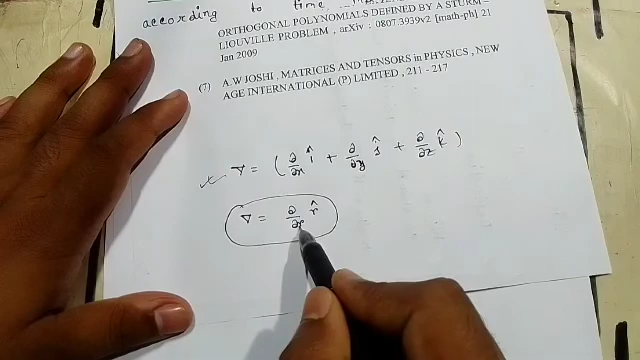 according to time,
ORTHOGONAL POLYNOMIALS DEFINED BY A STURM –
LIOUVILLE PROBLEM , arXiv : 0807.3939v2 [math-ph] 21
Jan 2009
(7) A.W JOSHI , MATRICES AND TENSORS in PHYSICS , NEW
AGE INTERNATIONAL (P) LIMITED , 211 - 217
∇ = ( ∂/∂x î + ∂/∂y ĵ + ∂/∂z k̂ )
∇ = ∂/∂r r̂